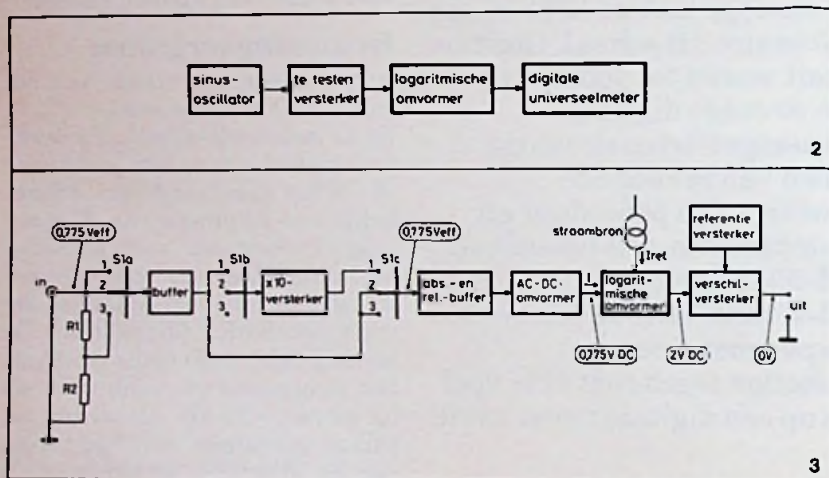 sinus-
oscillator
te testen
versterker
logaritmische
omvormer
digitale
universeelmeter
2
0,775 Veff
in
S1a
1
2
3
R1
R2
buffer
S1b
1
2
3
x10-
versterker
S1c
1
2
3
0,775 Veff
abs- en
rel.-buffer
AC-DC-
omvormer
stroombron
Iret
I
logarit-
mische
omvormer
0,775 V DC
2V DC
referentie
versterker
verschil-
versterker
0V
uit
3